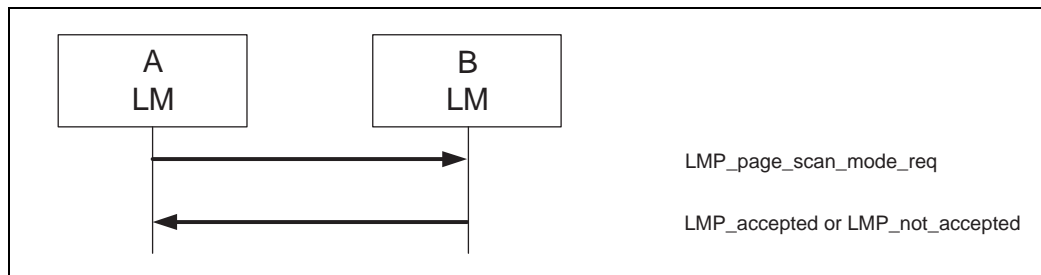 A
LM
B
LM
LMP_page_scan_mode_req
LMP_accepted or LMP_not_accepted